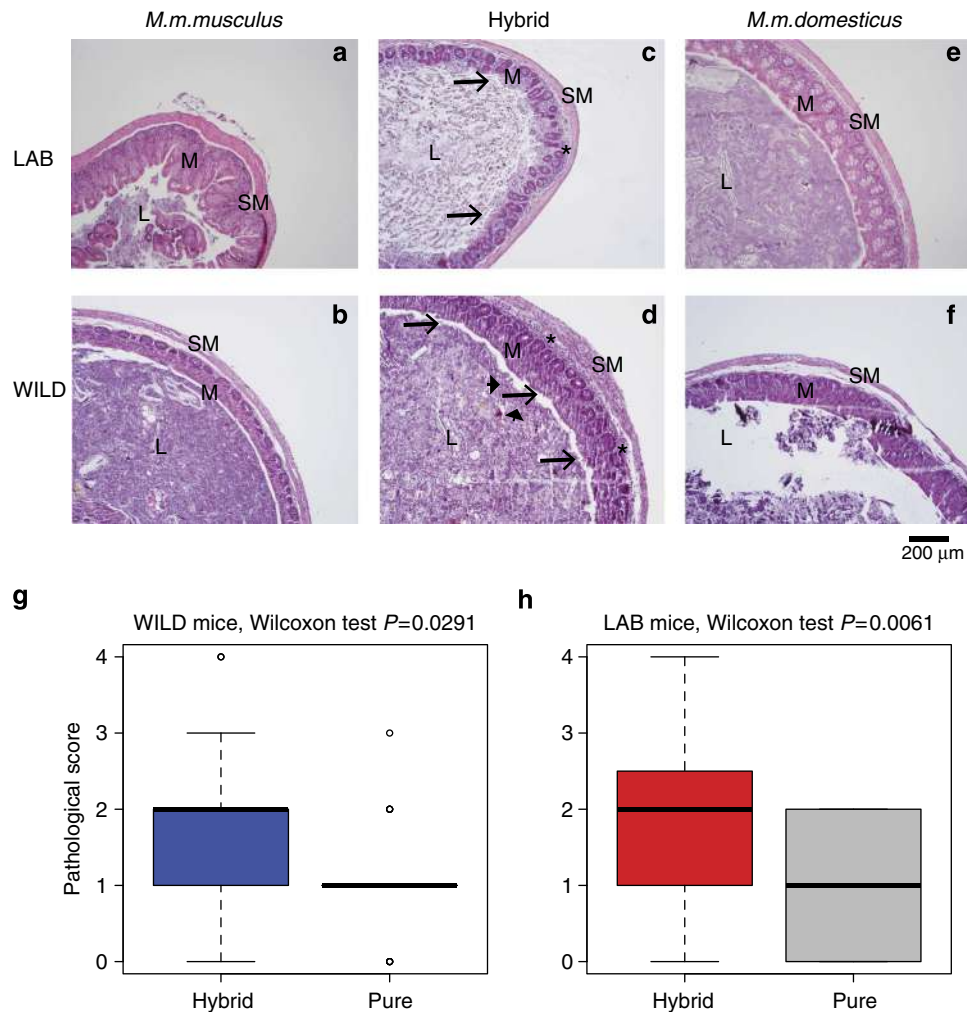 M.m.musculus
Hybrid
M.m.domesticus
LAB
a
M
SM
L
c
M
SM
*
L
e
M
SM
L
WILD
b
SM
M
L
d
*
M
SM
L
*
f
SM
M
L
200 μm
g
WILD mice, Wilcoxon test P=0.0291
Pathological score
4
3
2
1
0
Hybrid
Pure
h
LAB mice, Wilcoxon test P=0.0061
4
3
2
1
0
Hybrid
Pure